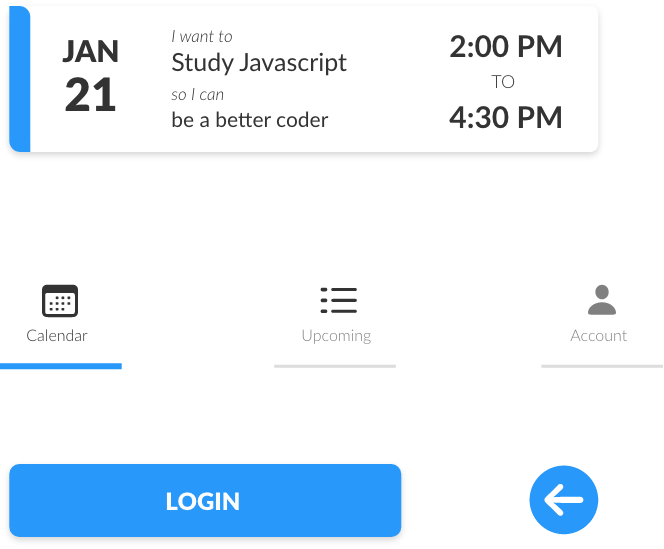 JAN
21
I want to
Study Javascript
so I can
be a better coder
2:00 PM
TO
4:30 PM
Calendar
Upcoming
Account
LOGIN